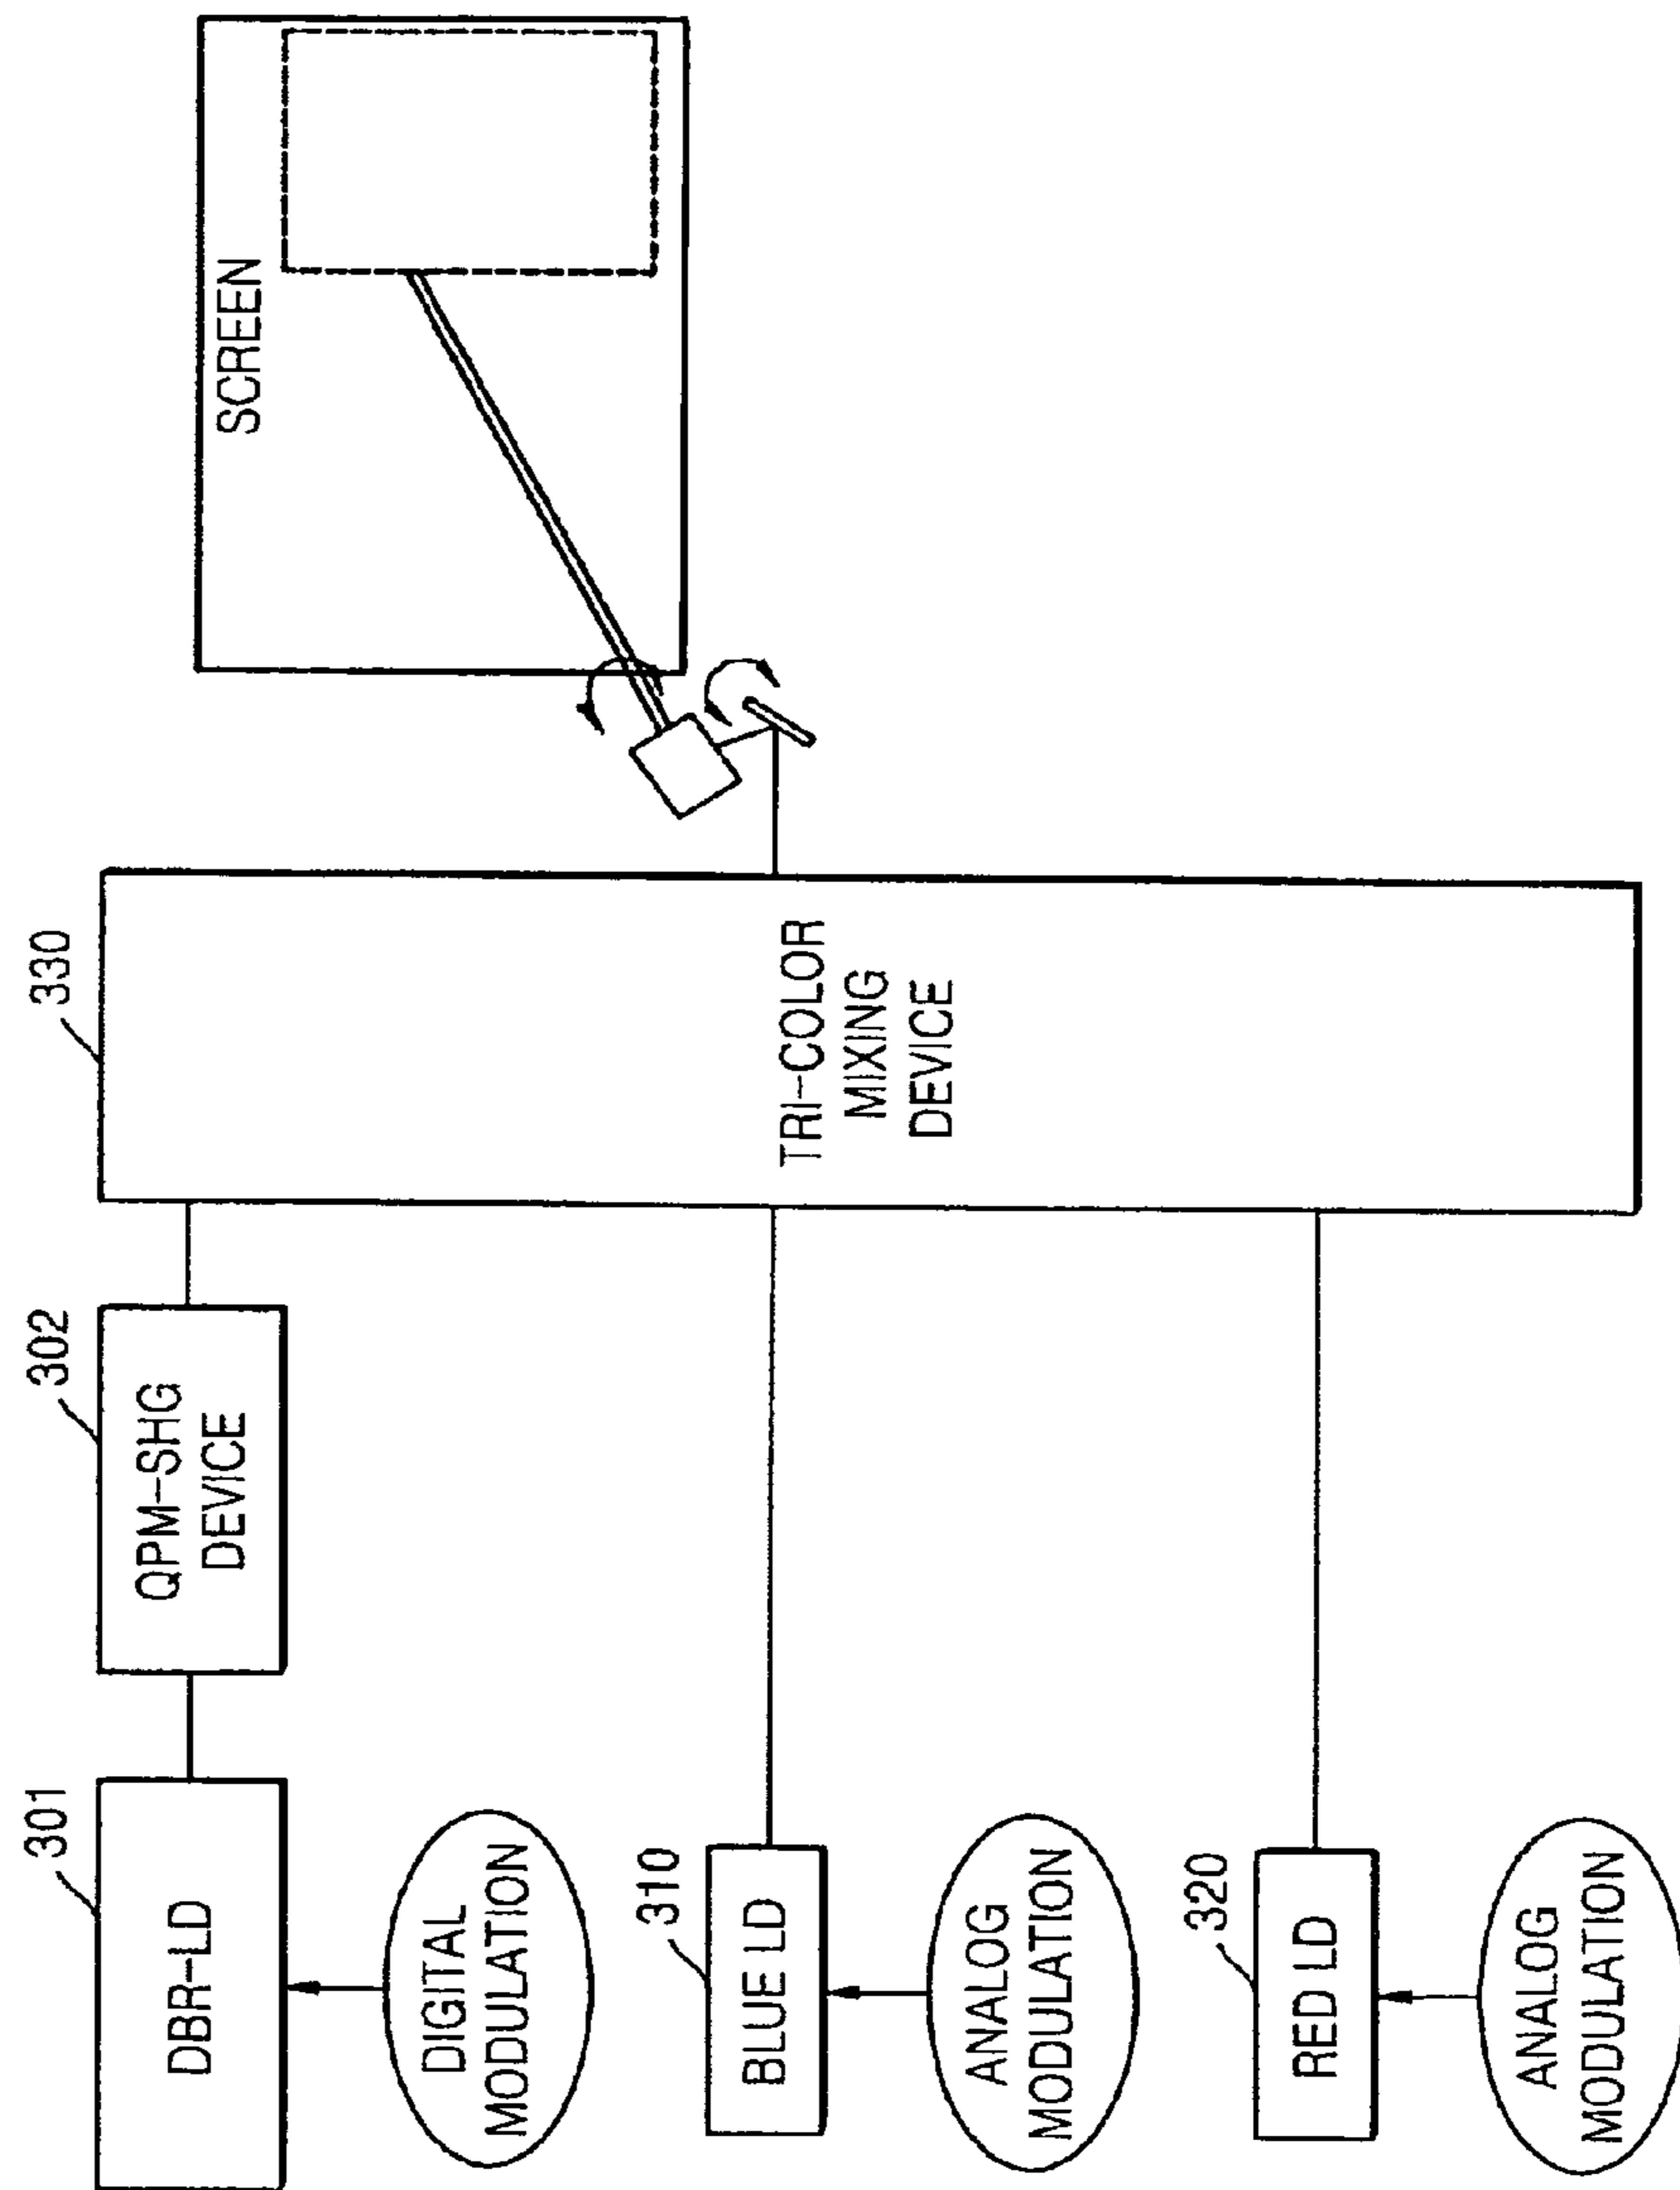 301
DBR-LD
DIGITAL
MODULATION
302
QPM-SHG
DEVICE
310
BLUE LD
ANALOG
MODULATION
320
RED LD
ANALOG
MODULATION
330
TRI-COLOR
MIXING
DEVICE
SCREEN